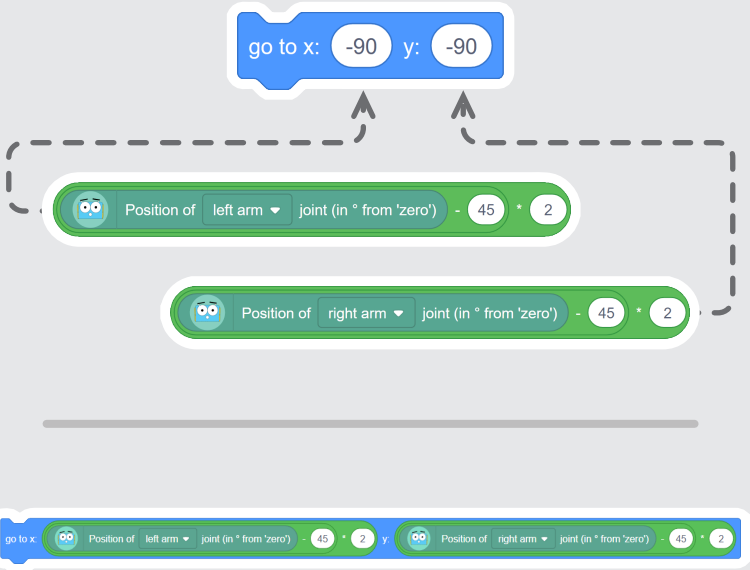 go to x: -90 y: -90
Position of left arm joint (in ° from 'zero') - 45 * 2
Position of right arm joint (in ° from 'zero') - 45 * 2
go to x: Position of left arm joint (in ° from 'zero') - 45 * 2 y: Position of right arm joint (in ° from 'zero') - 45 * 2